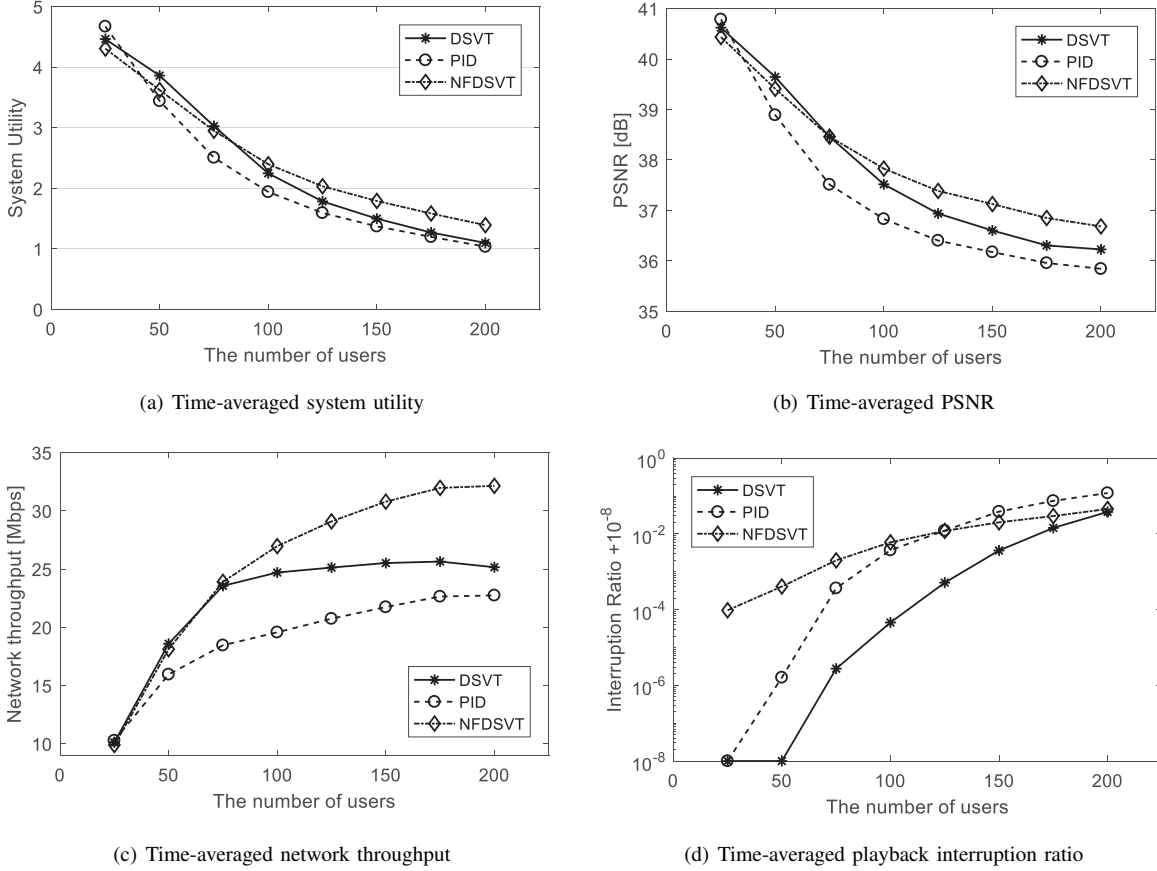 5
4
3
2
1
0
System Utility
DSVT
PID
NFDSVT
0 50 100 150 200
The number of users
(a) Time-averaged system utility
41
40
39
38
37
36
35
PSNR [dB]
DSVT
PID
NFDSVT
0 50 100 150 200
The number of users
(b) Time-averaged PSNR
35
30
25
20
15
10
Network throughput [Mbps]
DSVT
PID
NFDSVT
0 50 100 150 200
The number of users
(c) Time-averaged network throughput
10^0
10^-2
10^-4
10^-6
10^-8
Interruption Ratio +10^-8
DSVT
PID
NFDSVT
0 50 100 150 200
The number of users
(d) Time-averaged playback interruption ratio